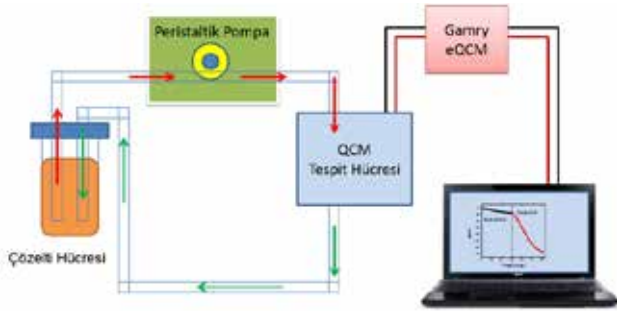 Peristaltik Pompa
Gamry
eQCM
QCM
Tespit Hücresi
Çözelti Hücresi